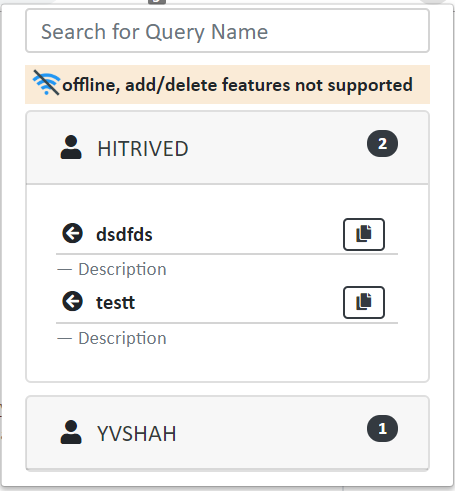 Search for Query Name
offline, add/delete features not supported
HITRIVED 2
dsdfds
— Description
testt
— Description
YVSHAH 1